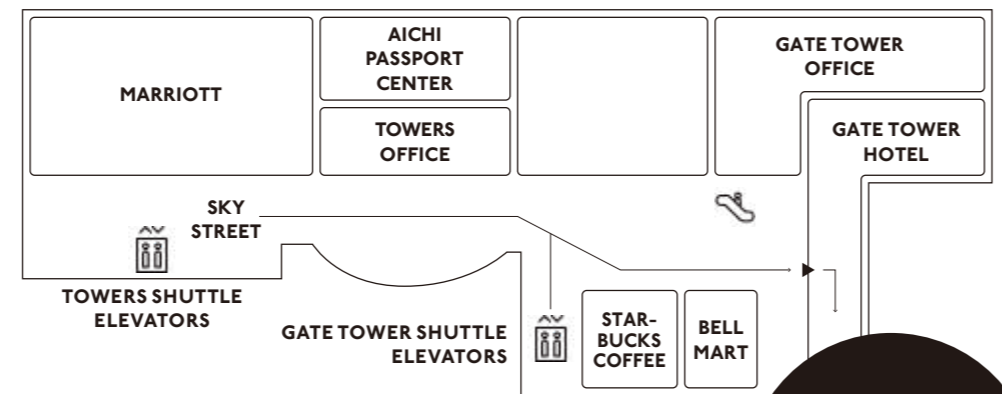 MARRIOTT
AICHI
PASSPORT
CENTER
TOWERS
OFFICE
GATE TOWER
OFFICE
GATE TOWER
HOTEL
SKY
STREET
TOWERS SHUTTLE
ELEVATORS
GATE TOWER SHUTTLE
ELEVATORS
STAR-
BUCKS
COFFEE
BELL
MART